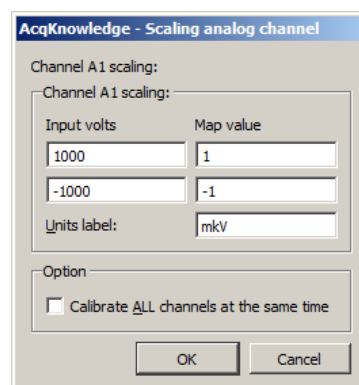 AcqKnowledge - Scaling analog channel
Channel A1 scaling:
Channel A1 scaling:
Input volts Map value
1000 1
-1000 -1
Units label: mkV
Option
Calibrate ALL channels at the same time
OK Cancel